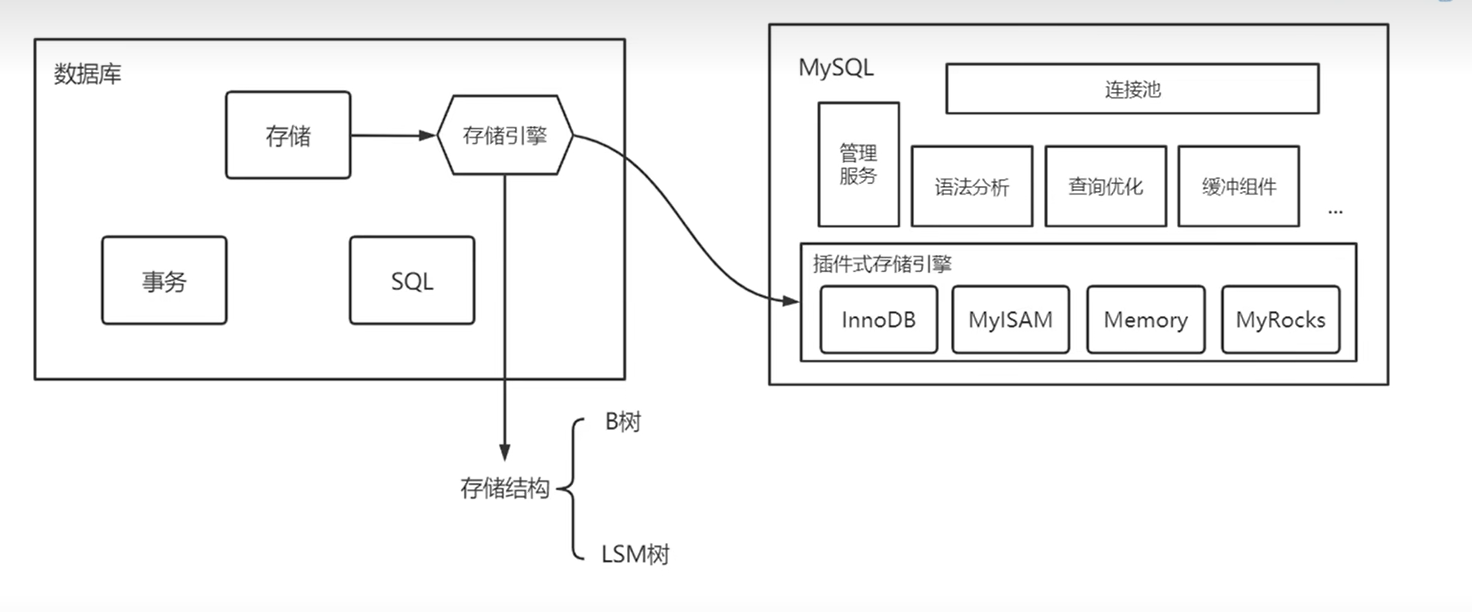 数据库
存储
存储引擎
事务
SQL
B树
存储结构
LSM树
MySQL
连接池
管理
服务
语法分析
查询优化
缓冲组件
...
插件式存储引擎
InnoDB
MyISAM
Memory
MyRocks